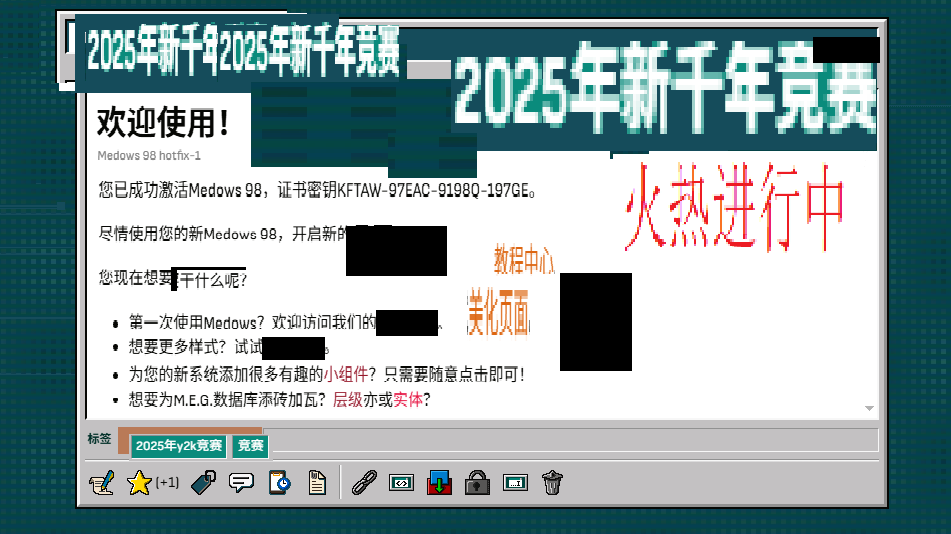 2025年新千年2025年新千年竞赛
2025年新千年竞赛
欢迎使用！
Medows 98 hotfix-1
您已成功激活Medows 98，证书密钥KFTAW-97EAC-9198Q-197GE。
火热进行中
尽情使用您的新Medows 98，开启新的
教程中心
您现在想要干什么呢？
美化页面
第一次使用Medows？欢迎访问我们的
想要更多样式？试试
为您的新系统添加很多有趣的小组件？只需要随意点击即可！
想要为M.E.G.数据库添砖加瓦？层级亦或实体？
标签
2025年y2k竞赛 竞赛
(+1)